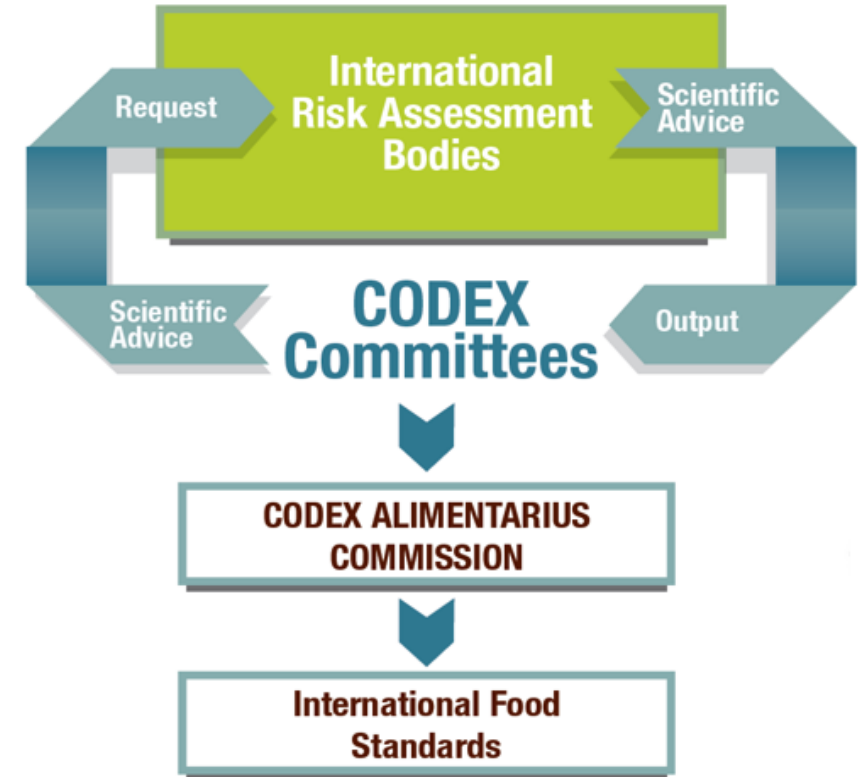 International
Risk Assessment
Bodies
Request
Scientific
Advice
Scientific
Advice
CODEX
Committees
Output
CODEX ALIMENTARIUS
COMMISSION
International Food
Standards